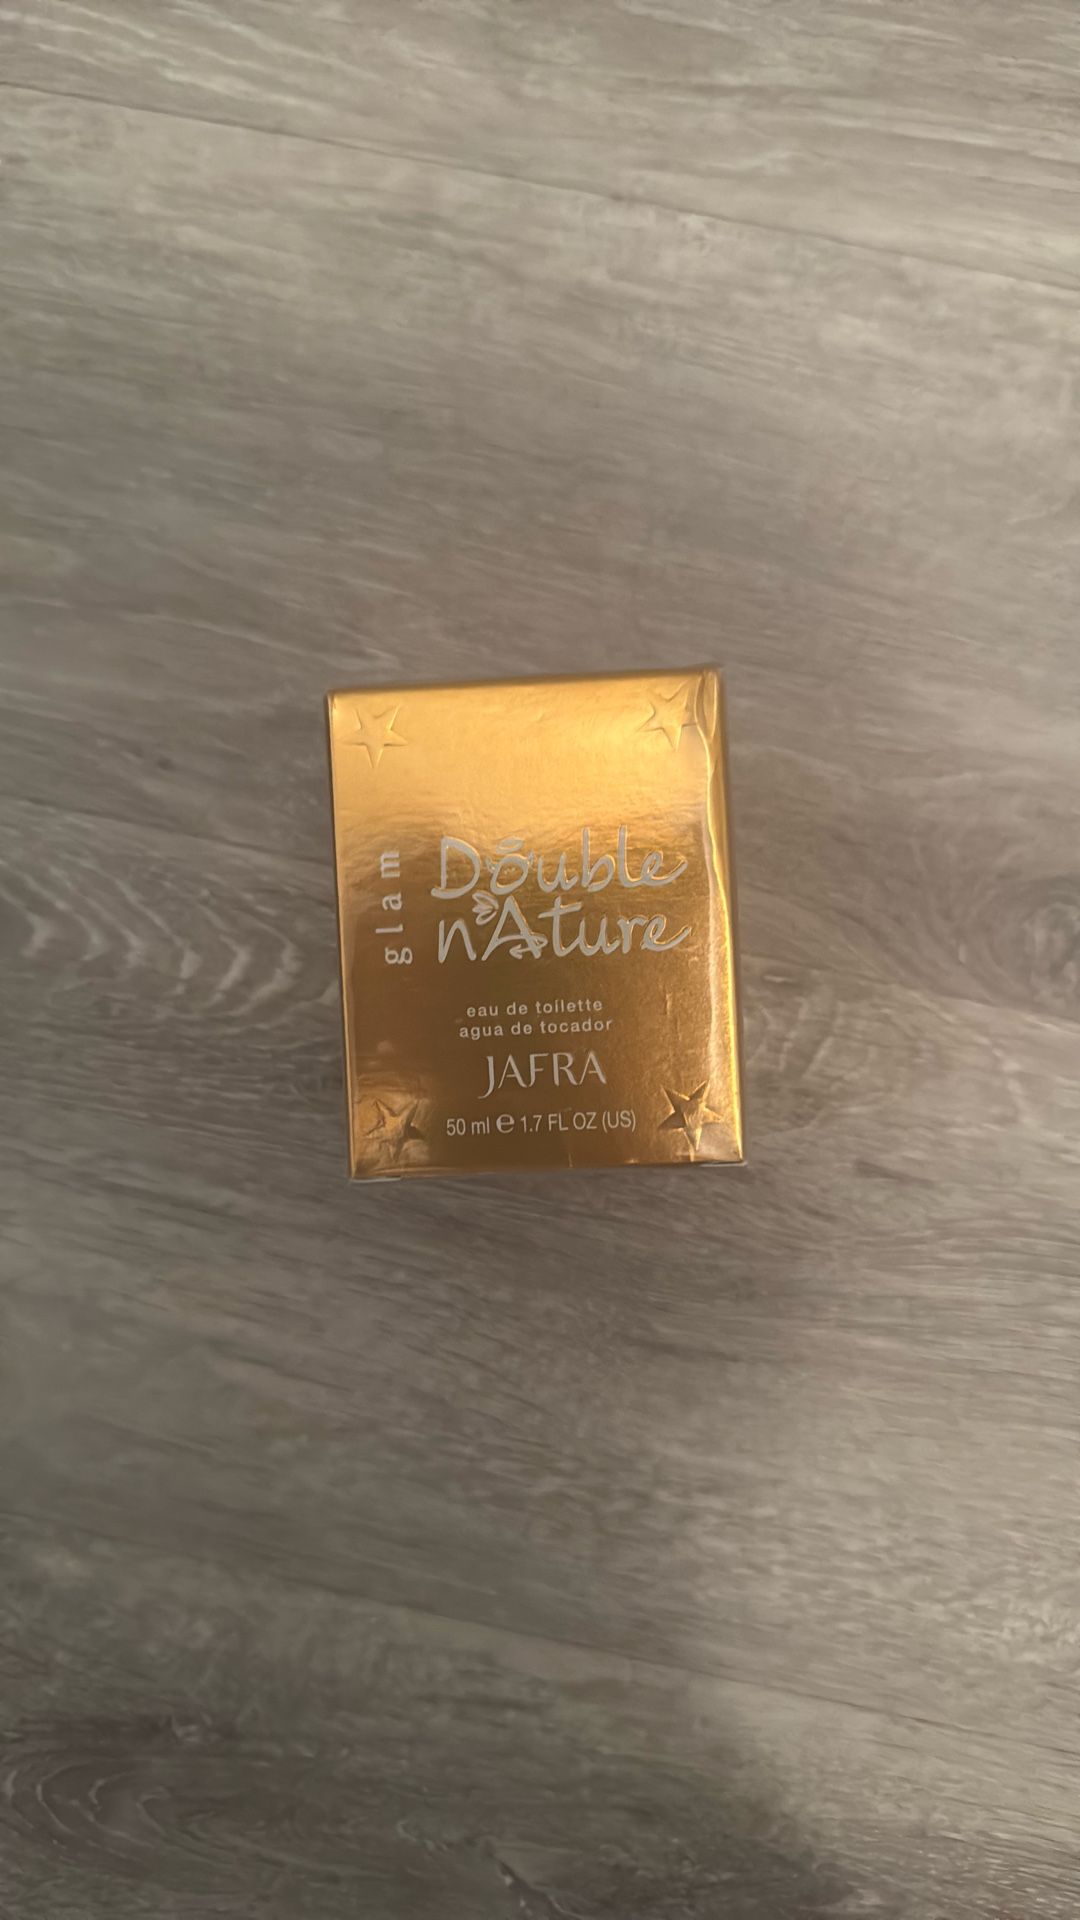 glam
Double
nAture
eau de toilette
agua de tocador
JAFRA
50 ml ℮ 1.7 FL OZ (US)